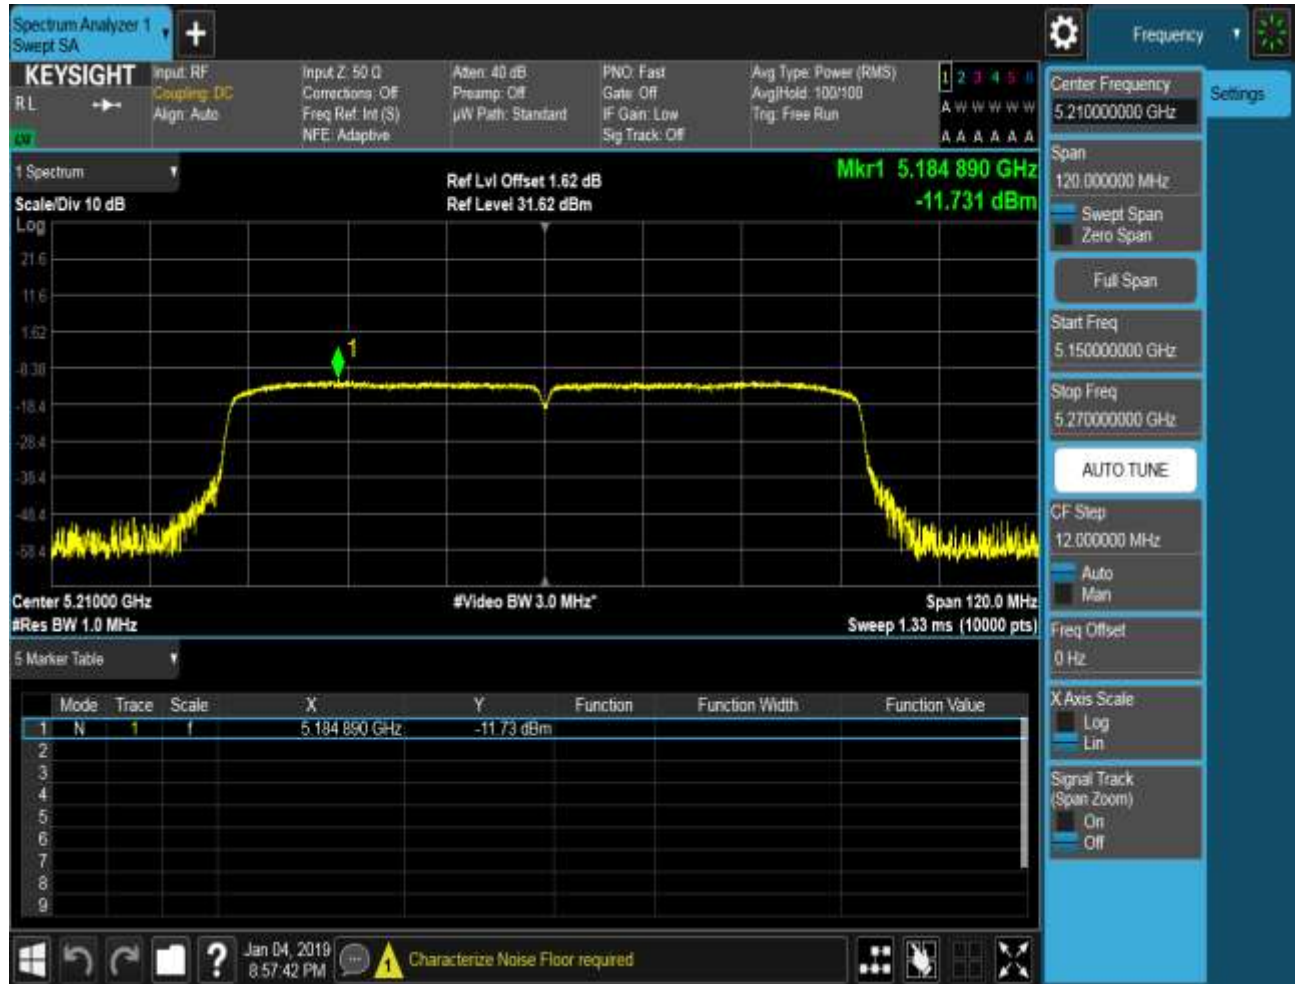 Spectrum Analyzer 1
Swept SA
Frequency
KEYSIGHT
R L
Input: RF
Coupling: DC
Align: Auto
Input Z: 50 Ω
Corrections: Off
Freq Ref: Int (S)
NFE: Adaptive
Atten: 40 dB
Preamp: Off
µW Path: Standard
PNO: Fast
Gate: Off
IF Gain: Low
Sig Track: Off
Avg Type: Power (RMS)
Avg|Hold: 100/100
Trig: Free Run
1 2 3 4 5 6
A W W W W W
A A A A A A
1 Spectrum
Scale/Div 10 dB
Ref Lvl Offset 1.62 dB
Ref Level 31.62 dBm
Mkr1 5.184 890 GHz
-11.731 dBm
Log
21.6
11.6
1.62
-8.38
-18.4
-28.4
-38.4
-48.4
-58.4
1
Center 5.21000 GHz
#Res BW 1.0 MHz
#Video BW 3.0 MHz*
Span 120.0 MHz
Sweep 1.33 ms (10000 pts)
5 Marker Table
Mode Trace Scale X Y Function Function Width Function Value
1 N 1 f 5.184 890 GHz -11.73 dBm
2
3
4
5
6
7
8
9
Jan 04, 2019
8:57:42 PM
Characterize Noise Floor required
Center Frequency
5.210000000 GHz
Settings
Span
120.000000 MHz
Swept Span
Zero Span
Full Span
Start Freq
5.150000000 GHz
Stop Freq
5.270000000 GHz
AUTO TUNE
CF Step
12.000000 MHz
Auto
Man
Freq Offset
0 Hz
X Axis Scale
Log
Lin
Signal Track
(Span Zoom)
On
Off